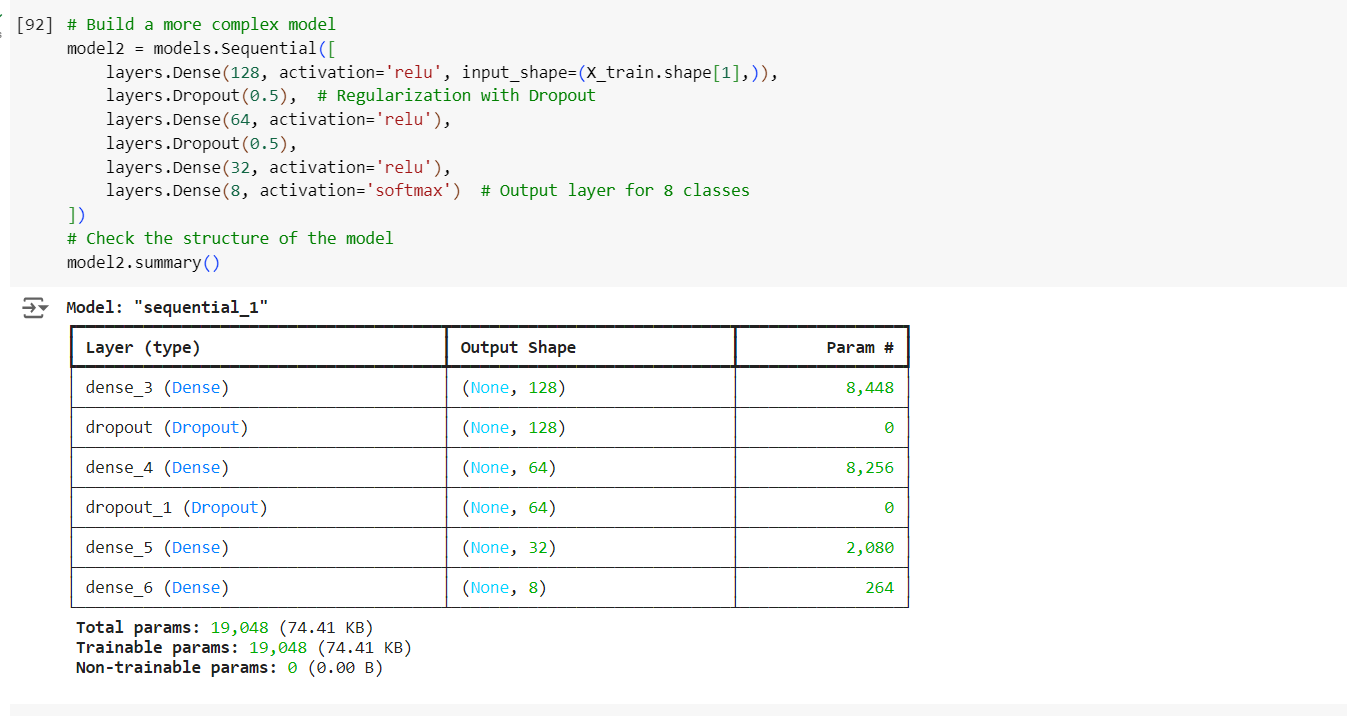 [92] # Build a more complex model
model2 = models.Sequential([
    layers.Dense(128, activation='relu', input_shape=(X_train.shape[1],)),
    layers.Dropout(0.5),  # Regularization with Dropout
    layers.Dense(64, activation='relu'),
    layers.Dropout(0.5),
    layers.Dense(32, activation='relu'),
    layers.Dense(8, activation='softmax')  # Output layer for 8 classes
])
# Check the structure of the model
model2.summary()
Model: "sequential_1"
Layer (type) Output Shape Param #
dense_3 (Dense) (None, 128) 8,448
dropout (Dropout) (None, 128) 0
dense_4 (Dense) (None, 64) 8,256
dropout_1 (Dropout) (None, 64) 0
dense_5 (Dense) (None, 32) 2,080
dense_6 (Dense) (None, 8) 264
Total params: 19,048 (74.41 KB)
Trainable params: 19,048 (74.41 KB)
Non-trainable params: 0 (0.00 B)